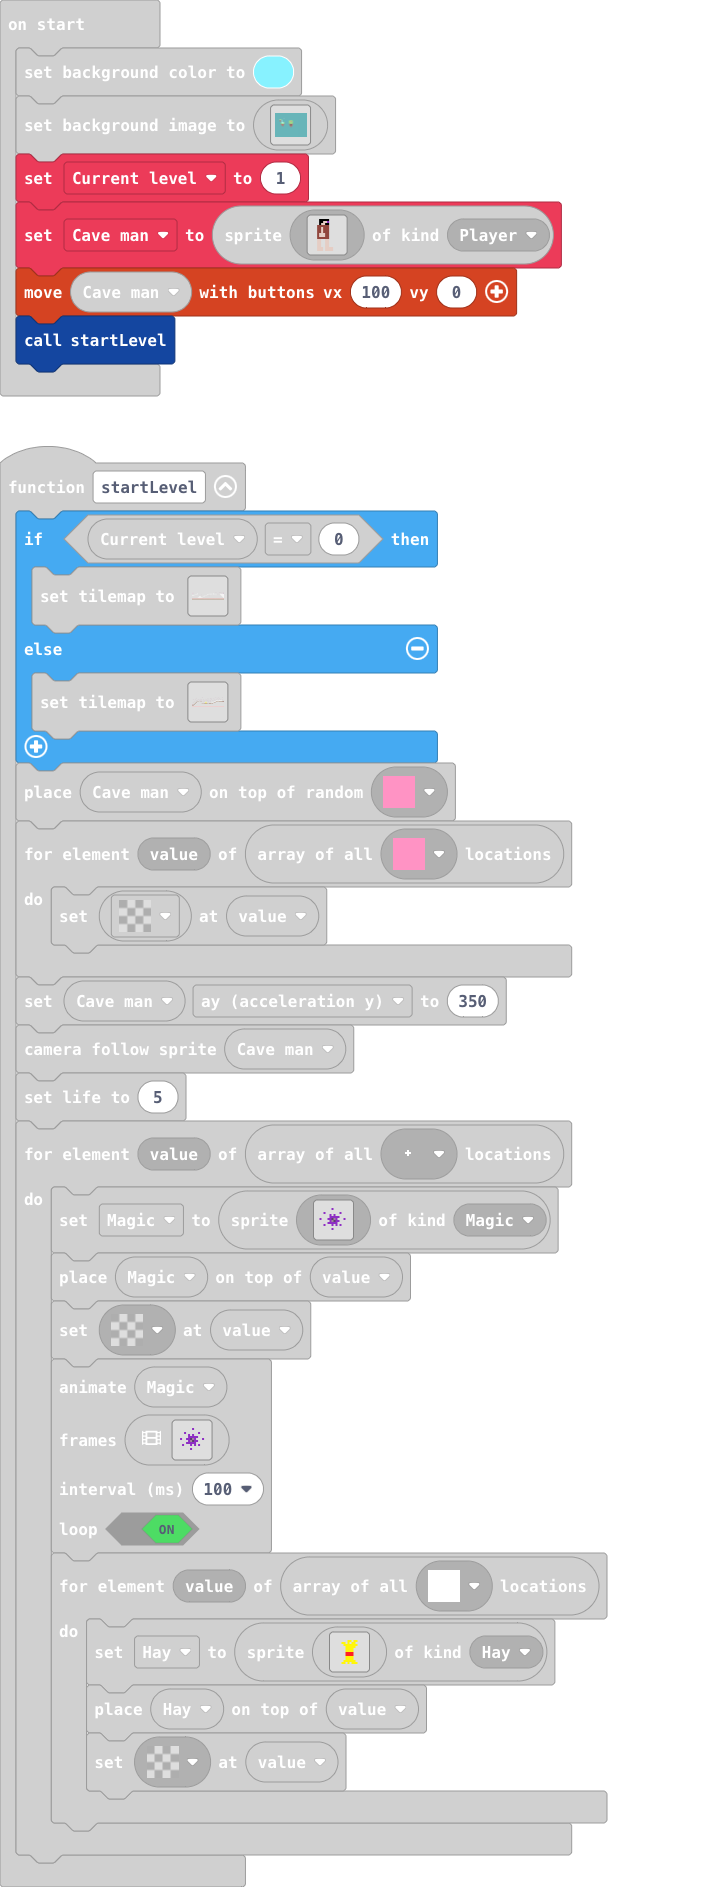 on start
set background color to
set background image to
set Current level to 1
set Cave man to sprite of kind Player
move Cave man with buttons vx 100 vy 0
call startLevel
function startLevel
if Current level = 0 then
set tilemap to
else
set tilemap to
place Cave man on top of random
for element value of array of all locations
do
set at value
set Cave man ay (acceleration y) to 350
camera follow sprite Cave man
set life to 5
for element value of array of all locations
do
set Magic to sprite of kind Magic
place Magic on top of value
set at value
animate Magic
frames
interval (ms) 100
loop ON
for element value of array of all locations
do
set Hay to sprite of kind Hay
place Hay on top of value
set at value